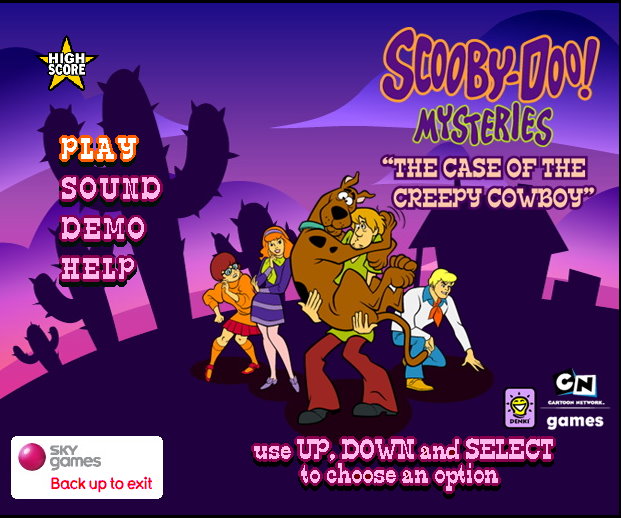 HIGH
SCORE
SCOOBY-DOO!
MYSTERIES
"THE CASE OF THE
CREEPY COWBOY"
PLAY
SOUND
DEMO
HELP
CN
CARTOON NETWORK.
DENKI
games
sky
games
Back up to exit
use UP, DOWN and SELECT
to choose an option